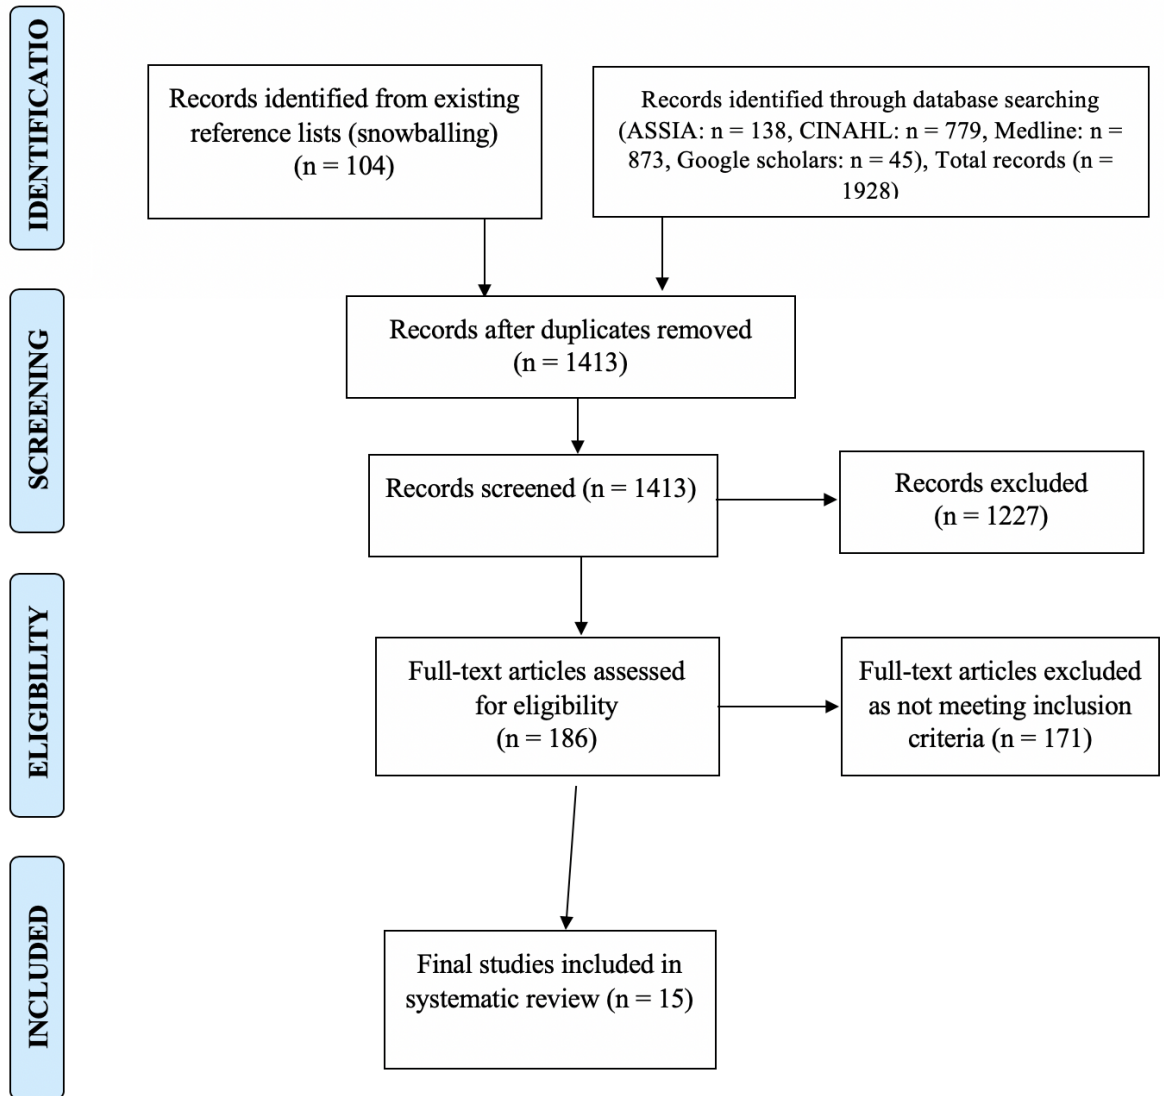 IDENTIFICATIO
Records identified from existing
reference lists (snowballing)
(n = 104)
Records identified through database searching
(ASSIA: n = 138, CINAHL: n = 779, Medline: n =
873, Google scholars: n = 45), Total records (n =
1928)
SCREENING
Records after duplicates removed
(n = 1413)
Records screened (n = 1413)
Records excluded
(n = 1227)
ELIGIBILITY
Full-text articles assessed
for eligibility
(n = 186)
Full-text articles excluded
as not meeting inclusion
criteria (n = 171)
INCLUDED
Final studies included in
systematic review (n = 15)